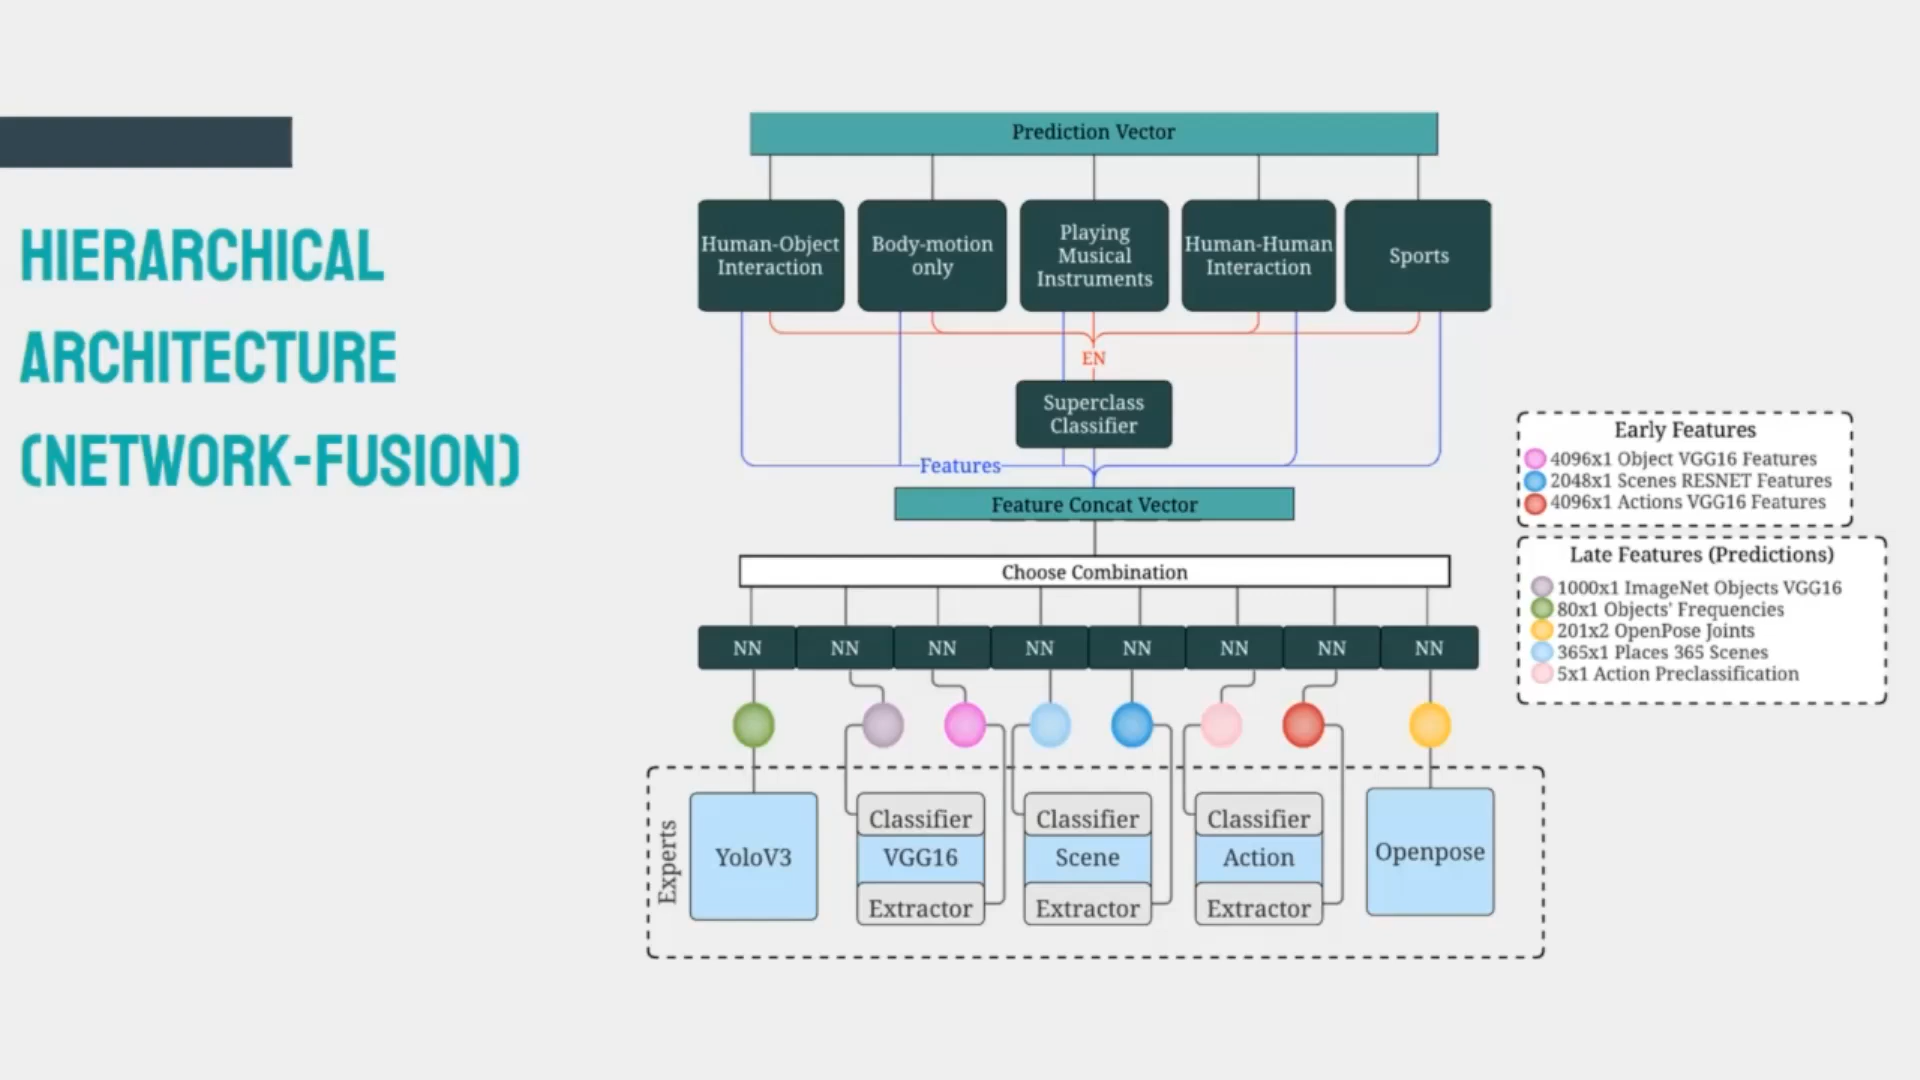 HIERARCHICAL
ARCHITECTURE
(NETWORK-FUSION)
Prediction Vector
Human-Object
Interaction
Body-motion
only
Playing
Musical
Instruments
Human-Human
Interaction
Sports
EN
Superclass
Classifier
Features
Feature Concat Vector
Choose Combination
NN
NN
NN
NN
NN
NN
NN
NN
Experts
YoloV3
Classifier
VGG16
Extractor
Classifier
Scene
Extractor
Classifier
Action
Extractor
Openpose
Early Features
4096x1 Object VGG16 Features
2048x1 Scenes RESNET Features
4096x1 Actions VGG16 Features
Late Features (Predictions)
1000x1 ImageNet Objects VGG16
80x1 Objects' Frequencies
201x2 OpenPose Joints
365x1 Places 365 Scenes
5x1 Action Preclassification